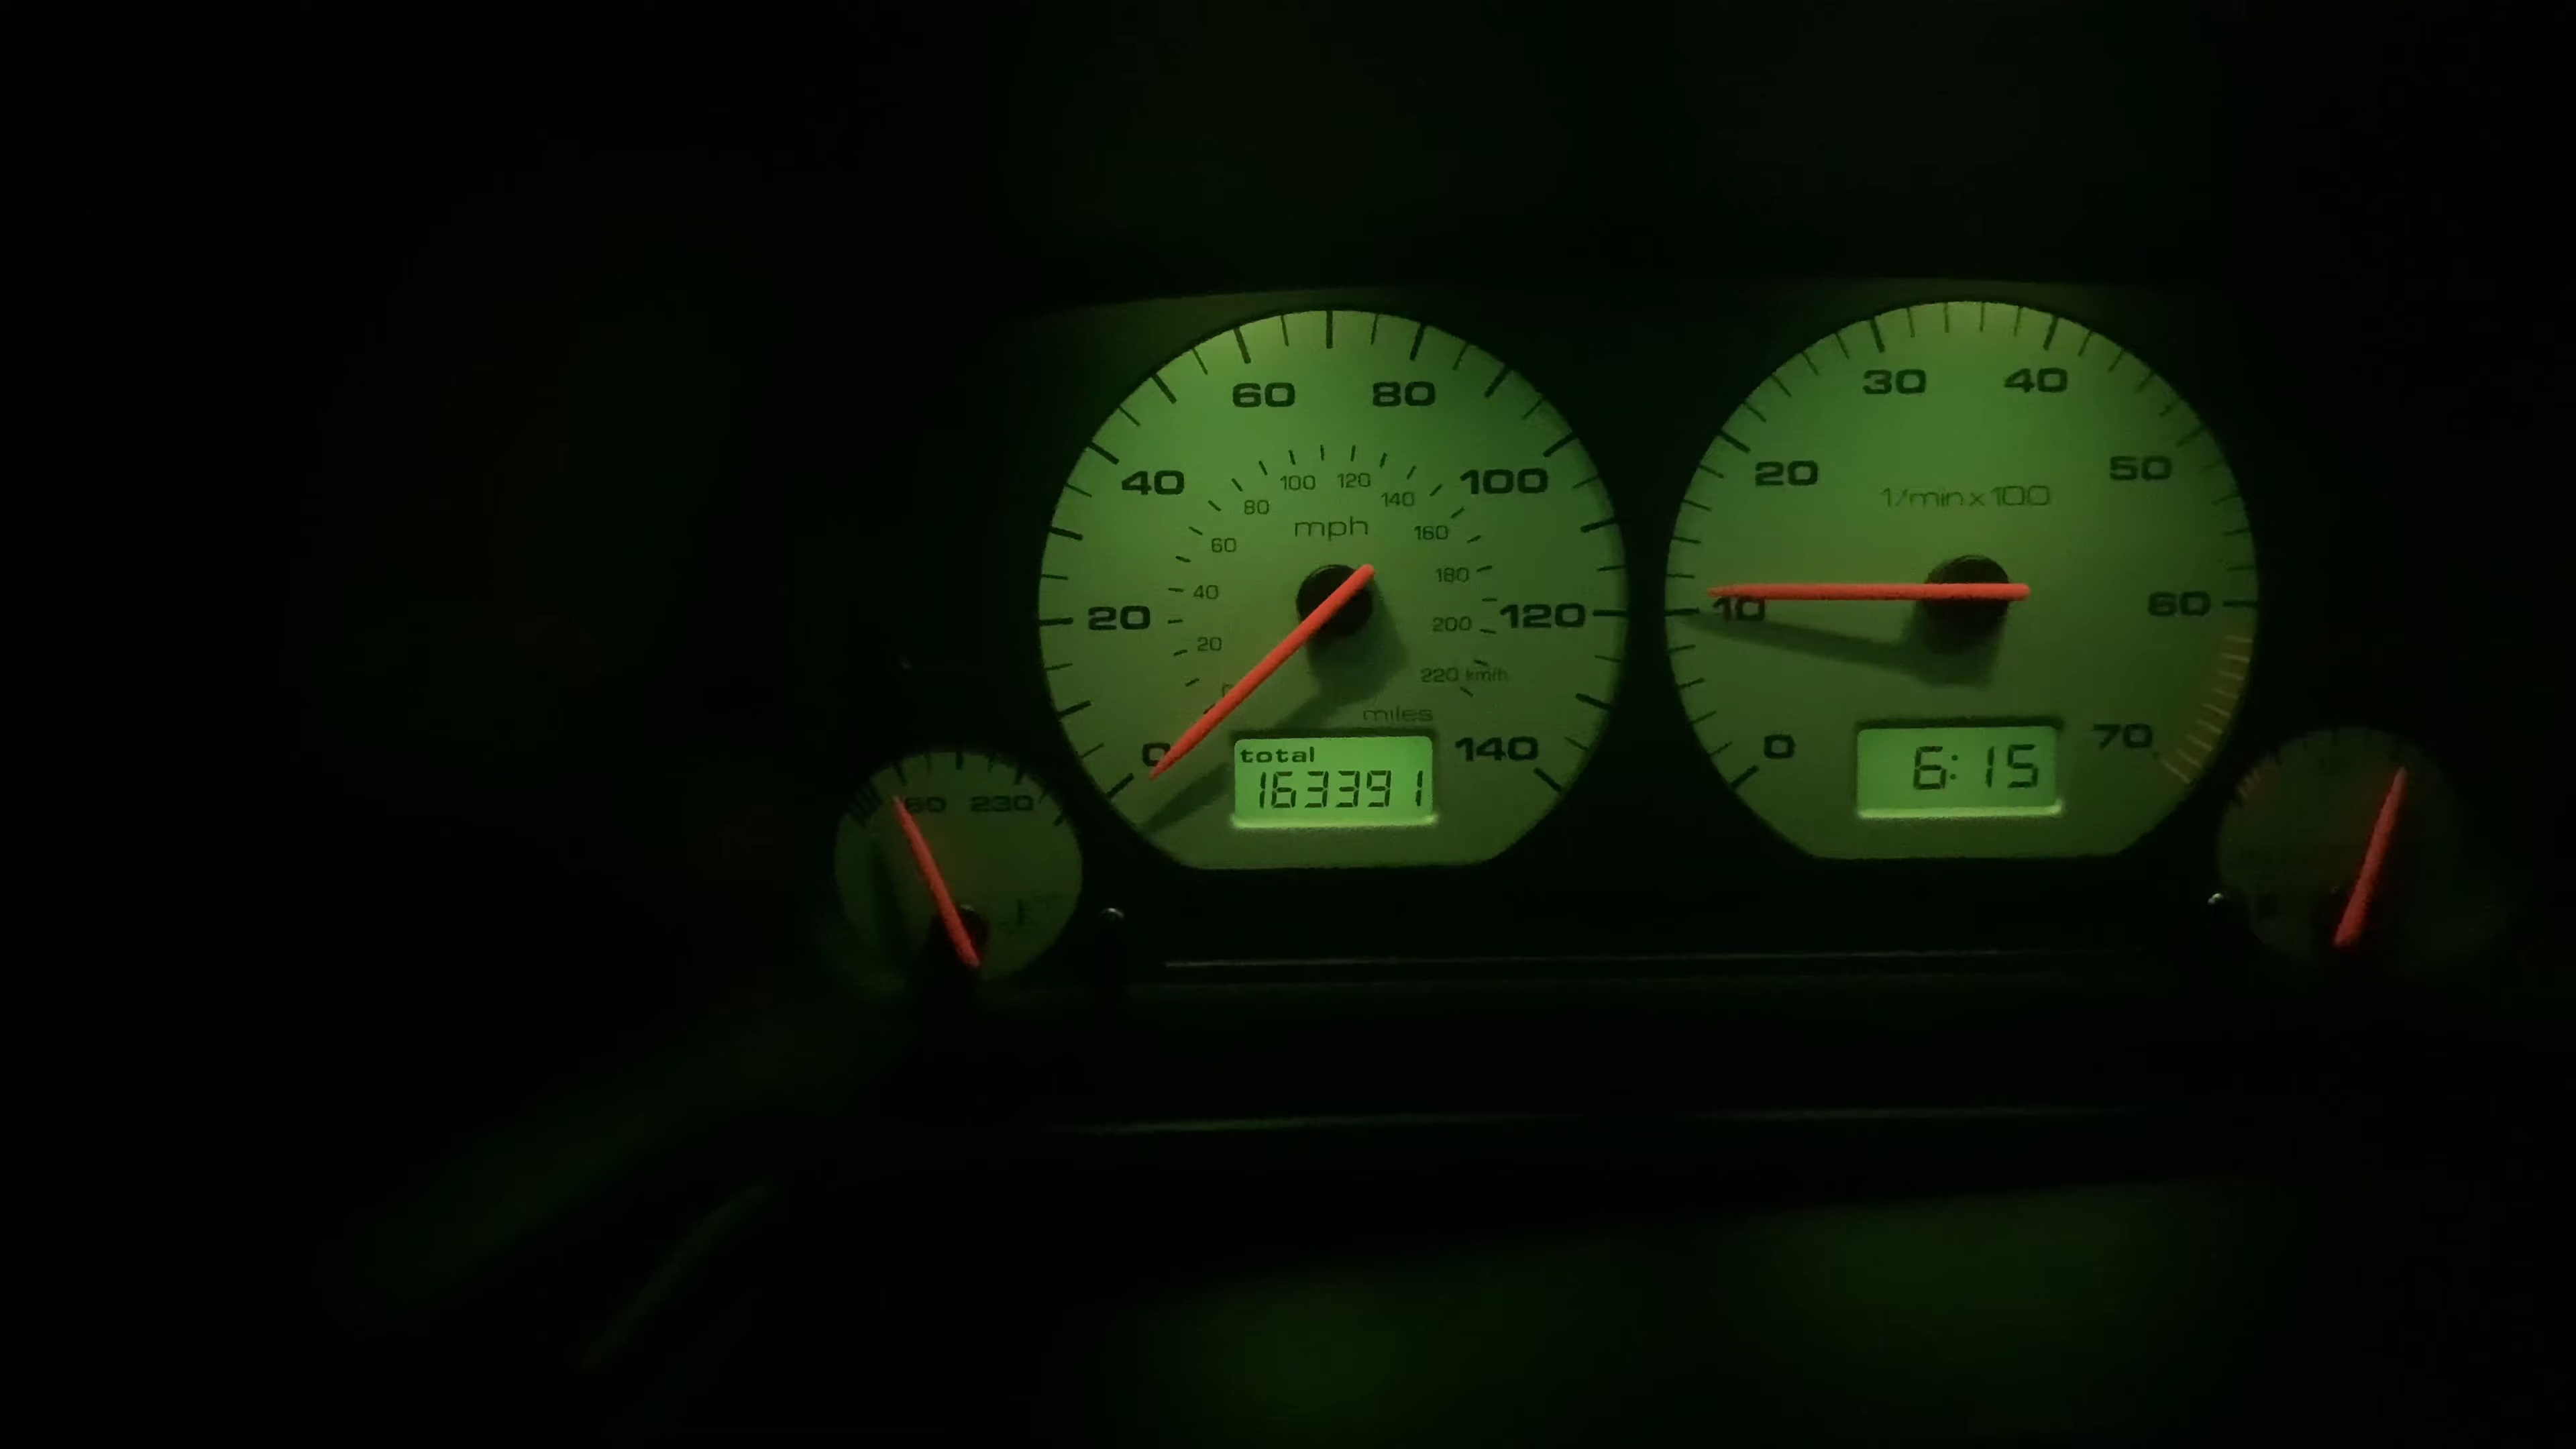 60 80
40 100
20 120
0 140
80 100 120 140
60 160
40 180
20 200
220 km/h
mph
miles
total
163391
30 40
20 50
10 60
0 70
1/min x 100
6:15
230